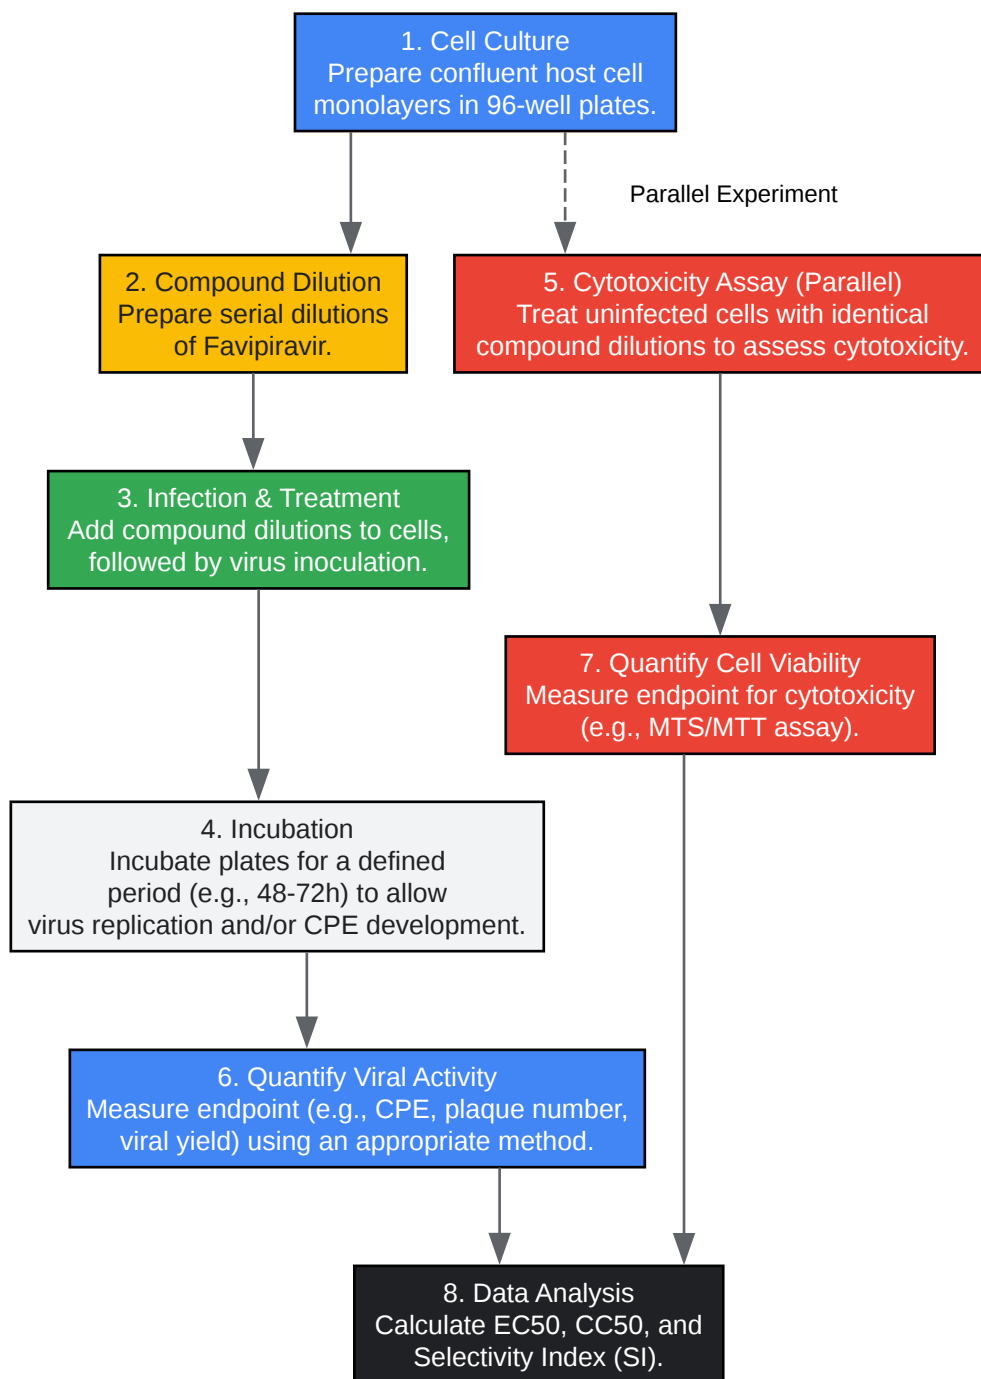 1. Cell Culture
Prepare confluent host cell
monolayers in 96-well plates.
Parallel Experiment
2. Compound Dilution
Prepare serial dilutions
of Favipiravir.
5. Cytotoxicity Assay (Parallel)
Treat uninfected cells with identical
compound dilutions to assess cytotoxicity.
3. Infection & Treatment
Add compound dilutions to cells,
followed by virus inoculation.
7. Quantify Cell Viability
Measure endpoint for cytotoxicity
(e.g., MTS/MTT assay).
4. Incubation
Incubate plates for a defined
period (e.g., 48-72h) to allow
virus replication and/or CPE development.
6. Quantify Viral Activity
Measure endpoint (e.g., CPE, plaque number,
viral yield) using an appropriate method.
8. Data Analysis
Calculate EC50, CC50, and
Selectivity Index (SI).